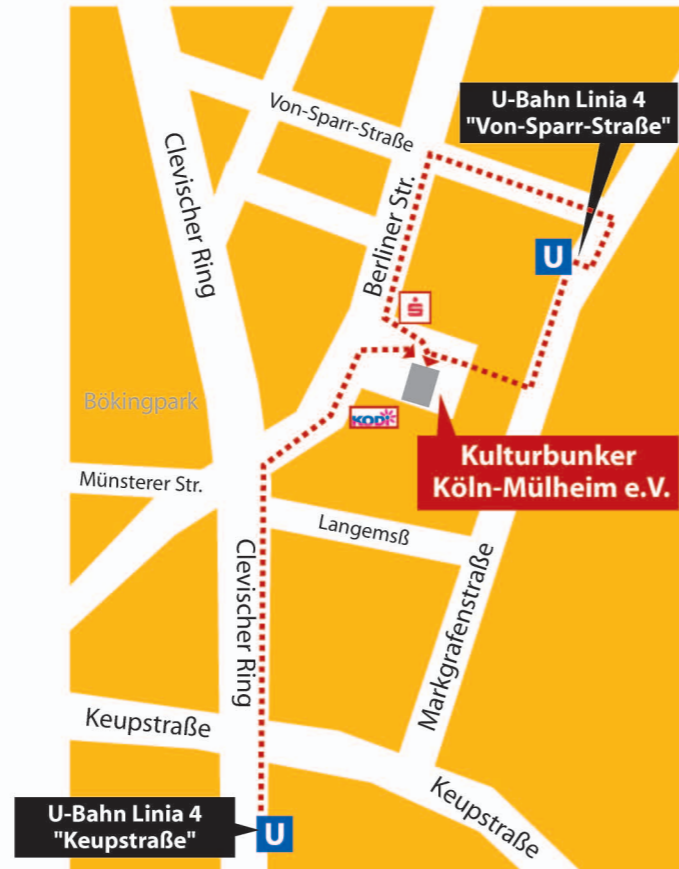 Von-Sparr-Straße
U-Bahn Linia 4
"Von-Sparr-Straße"
Clevischer Ring
Berliner Str.
U
S
Bökingpark
KODi
Kulturbunker
Köln-Mülheim e.V.
Münsterer Str.
Langemsß
Clevischer Ring
Markgrafenstraße
Keupstraße
Keupstraße
U-Bahn Linia 4
"Keupstraße"
U